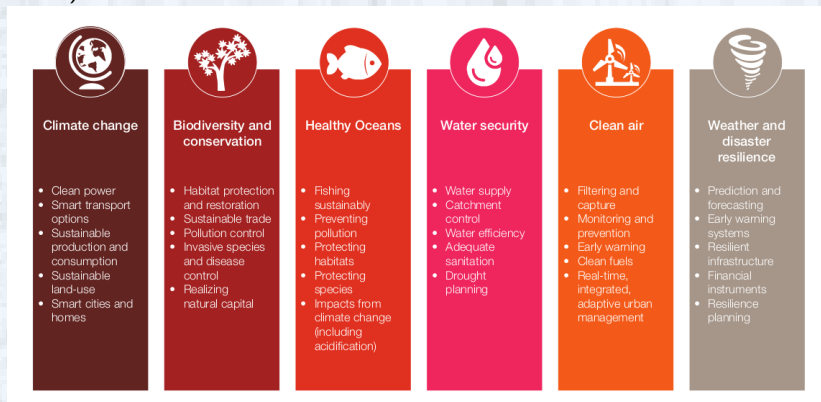 Climate change
Clean power
Smart transport
options
Sustainable
production and
consumption
Sustainable
land-use
Smart cities and
homes
Biodiversity and
conservation
Habitat protection
and restoration
Sustainable trade
Pollution control
Invasive species
and disease
control
Realizing
natural capital
Healthy Oceans
Fishing
sustainably
Preventing
pollution
Protecting
habitats
Protecting
species
Impacts from
climate change
(including
acidification)
Water security
Water supply
Catchment
control
Water efficiency
Adequate
sanitation
Drought
planning
Clean air
Filtering and
capture
Monitoring and
prevention
Early warning
Clean fuels
Real-time,
integrated,
adaptive urban
management
Weather and
disaster
resilience
Prediction and
forecasting
Early warning
systems
Resilient
infrastructure
Financial
instruments
Resilience
planning